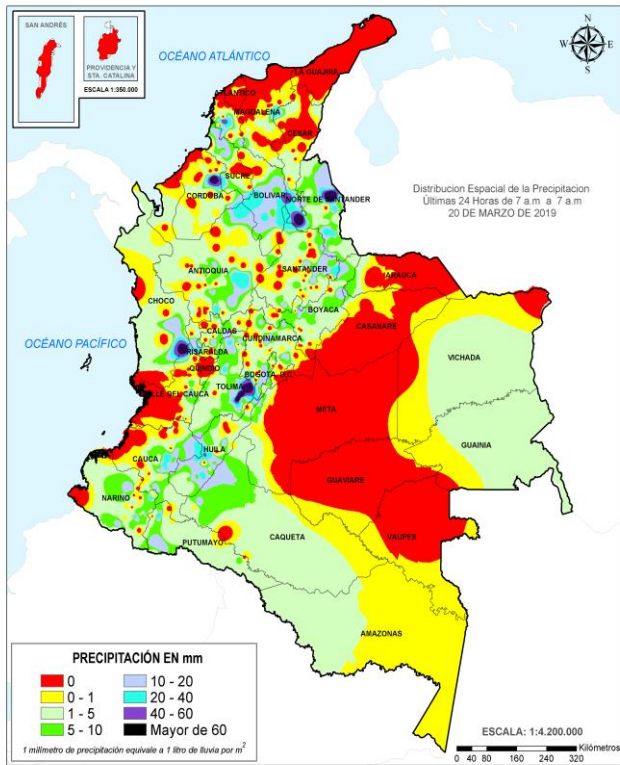 SAN ANDRÉS
PROVIDENCIA Y
STA. CATALINA
ESCALA 1:350.000
OCÉANO ATLÁNTICO
N
W E
S
LA GUAJIRA
ATLANTICO
MAGDALENA
CESAR
SUCRE
CORDOBA
BOLIVAR
NORTE DE SANTANDER
Distribucion Espacial de la Precipitacion
Últimas 24 Horas de 7 a.m a 7 a.m
20 DE MARZO DE 2019
ANTIOQUIA
SANTANDER
ARAUCA
CHOCO
BOYACA
CASANARE
OCÉANO PACÍFICO
CALDAS
CUNDINAMARCA
RISARALDA
VICHADA
QUINDIO
BOGOTA, D.C.
TOLIMA
VALLE DEL CAUCA
META
GUAINIA
HUILA
CAUCA
GUAVIARE
NARIÑO
VAUPES
CAQUETA
PUTUMAYO
AMAZONAS
PRECIPITACIÓN EN mm
0
10 - 20
0 - 1
20 - 40
1 - 5
40 - 60
5 - 10
Mayor de 60
1 milímetro de precipitación equivale a 1 litro de lluvia por m2
ESCALA: 1:4.200.000
0 40 80 160 240 320 Kilómetros